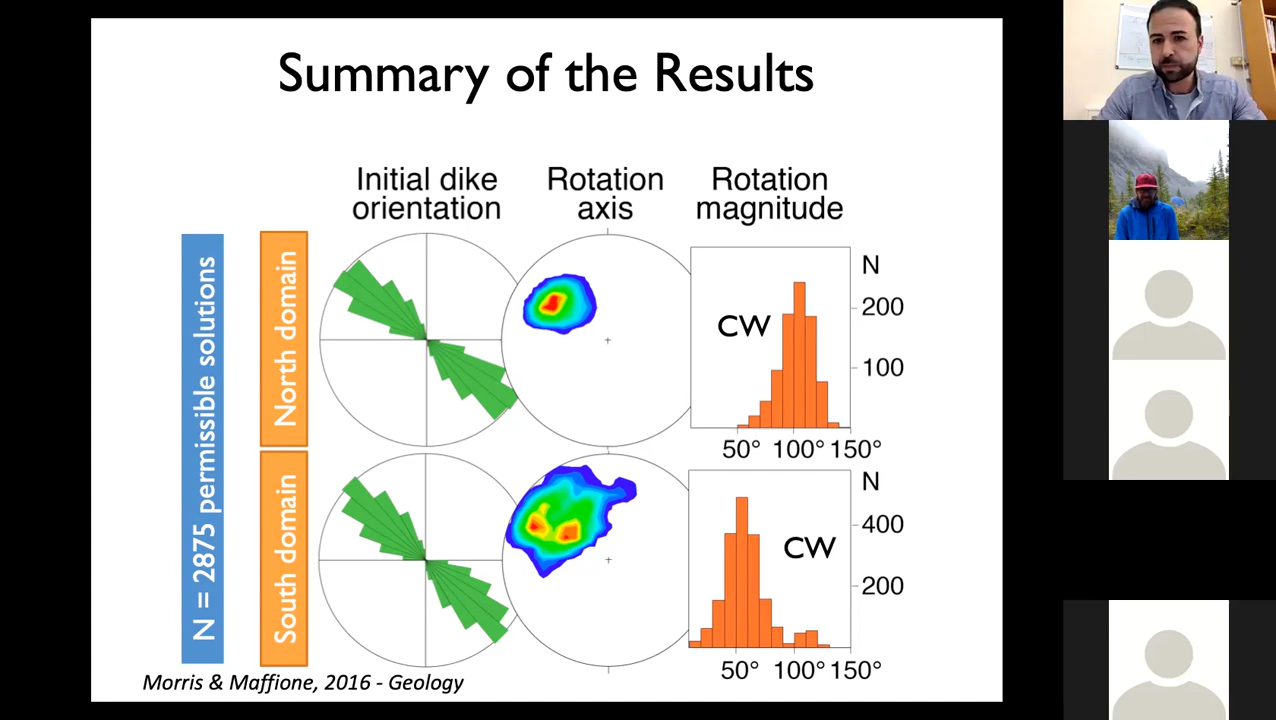 Summary of the Results
Initial dike
orientation
Rotation
axis
Rotation
magnitude
N = 2875 permissible solutions
North domain
CW
N
200
100
50° 100° 150°
South domain
CW
N
400
200
50° 100° 150°
Morris & Maffione, 2016 - Geology